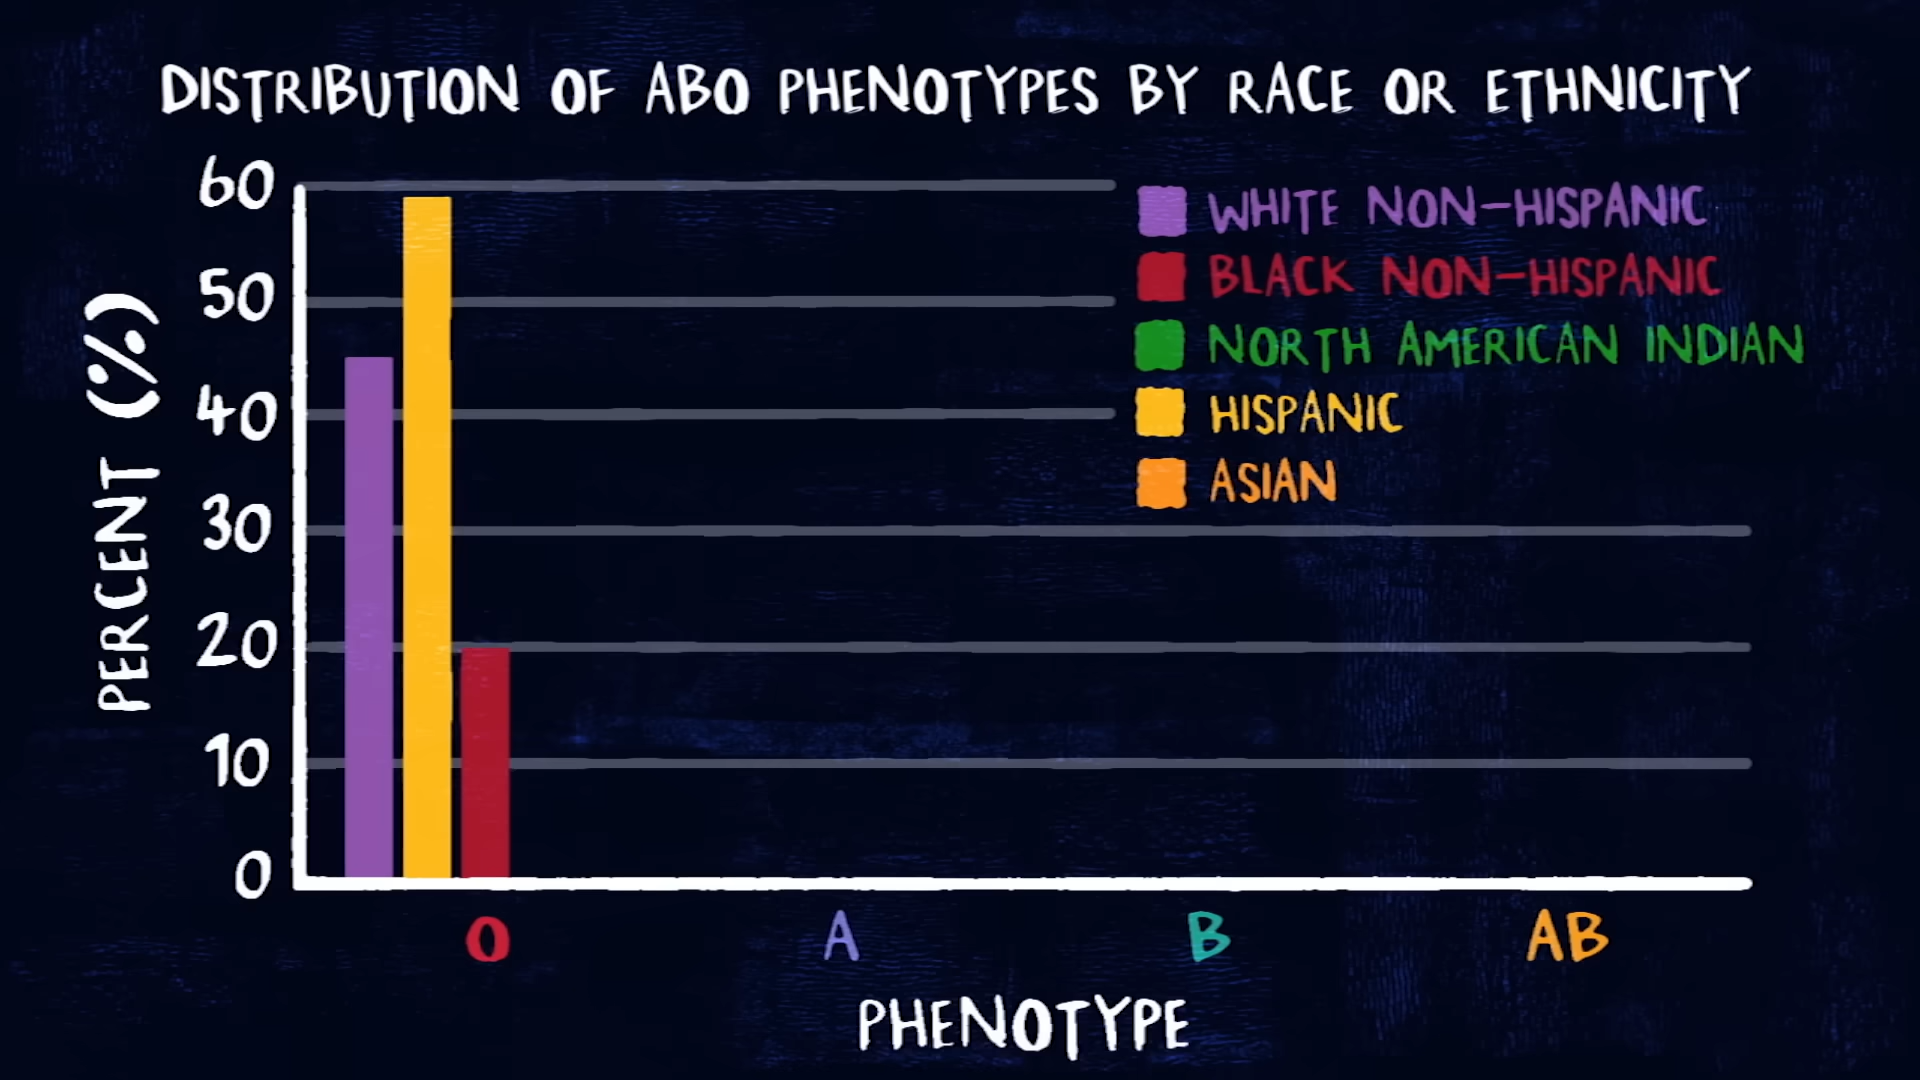 DISTRIBUTION OF ABO PHENOTYPES BY RACE OR ETHNICITY
60
50
40
30
20
10
0
PERCENT (%)
WHITE NON-HISPANIC
BLACK NON-HISPANIC
NORTH AMERICAN INDIAN
HISPANIC
ASIAN
O A B AB
PHENOTYPE